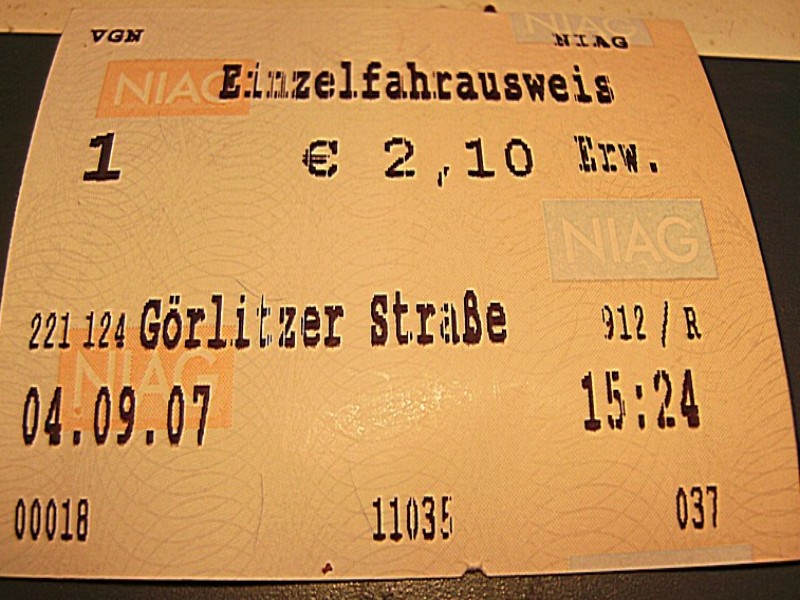 VGN NIAG
NIAG Einzelfahrausweis
1 € 2,10 Erw.
NIAG
221 124 Görlitzer Straße 912 / R
NIAG
04.09.07 15:24
00018 11035 037